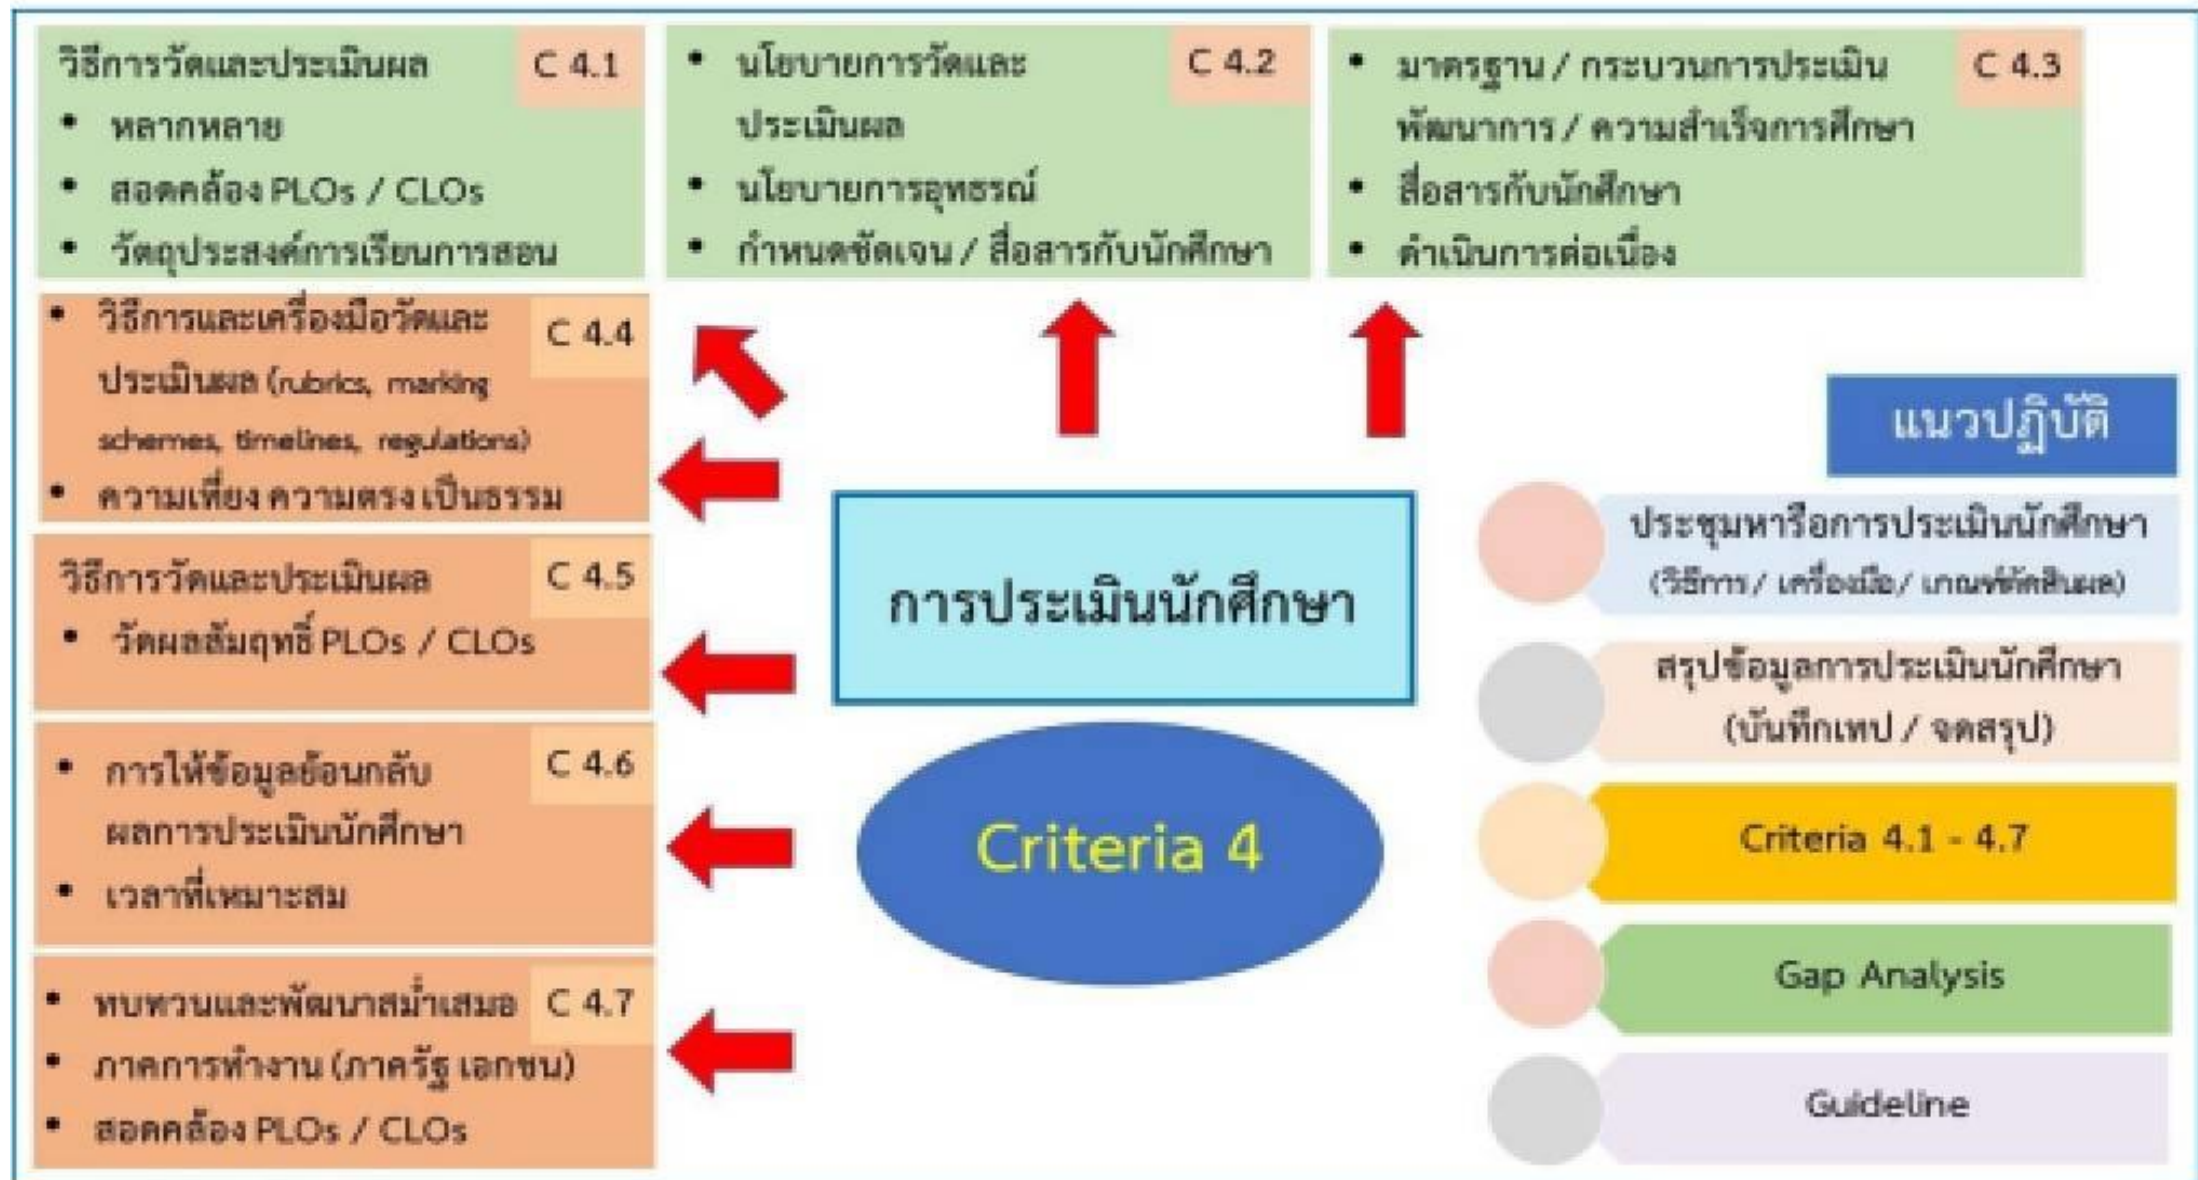 วิธีการวัดและประเมินผล
C 4.1
• หลากหลาย
• สอดคล้อง PLOs / CLOs
• วัตถุประสงค์การเรียนการสอน
• นโยบายการวัดและ
C 4.2
ประเมินผล
• นโยบายการอุทธรณ์
• กำหนดชัดเจน / สื่อสารกับนักศึกษา
• มาตรฐาน / กระบวนการประเมิน
C 4.3
พัฒนาการ / ความสำเร็จการศึกษา
• สื่อสารกับนักศึกษา
• ดำเนินการต่อเนื่อง
• วิธีการและเครื่องมือวัดและ
C 4.4
ประเมินผล (rubrics, marking
schemes, timelines, regulations)
• ความเที่ยง ความตรง เป็นธรรม
วิธีการวัดและประเมินผล
C 4.5
• วัดผลลัมฤทธิ์ PLOs / CLOs
• การให้ข้อมูลย้อนกลับ
C 4.6
ผลการประเมินนักศึกษา
• เวลาที่เหมาะสม
• ทบทวนและพัฒนาสม่ำเสมอ
C 4.7
• ภาคการทำงาน (ภาครัฐ เอกชน)
• สอดคล้อง PLOs / CLOs
การประเมินนักศึกษา
Criteria 4
แนวปฏิบัติ
ประชุมหารือการประเมินนักศึกษา
(วิธีการ / เครื่องมือ / เกณฑ์ตัดสินผล)
สรุปข้อมูลการประเมินนักศึกษา
(บันทึกเทป / จดสรุป)
Criteria 4.1 - 4.7
Gap Analysis
Guideline